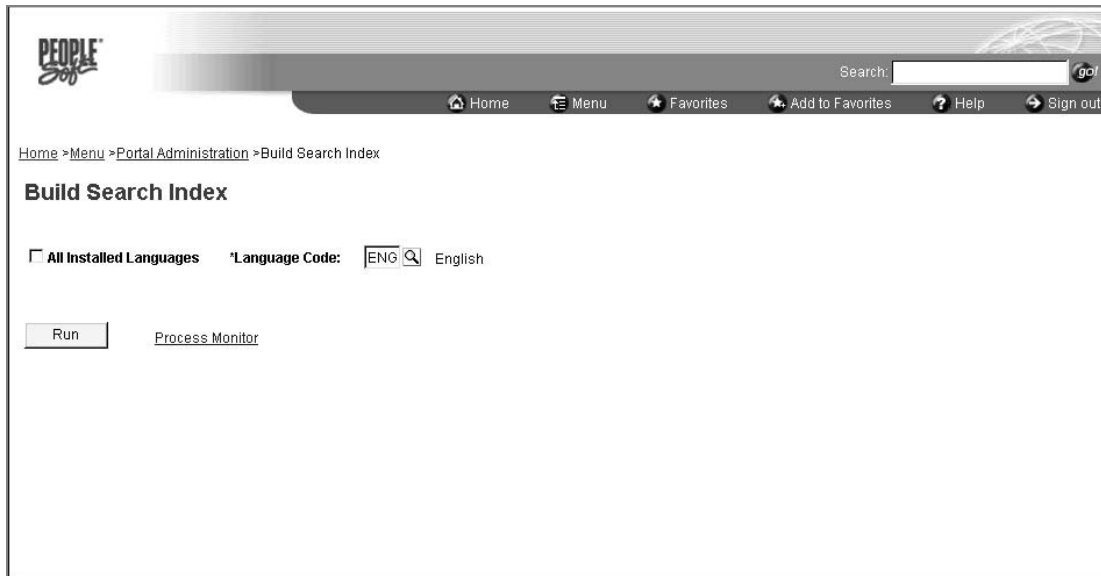 PEOPLE
Soft
Search:
go!
Home Menu Favorites Add to Favorites Help Sign out
Home >Menu >Portal Administration >Build Search Index
Build Search Index
All Installed Languages *Language Code: ENG English
Run Process Monitor